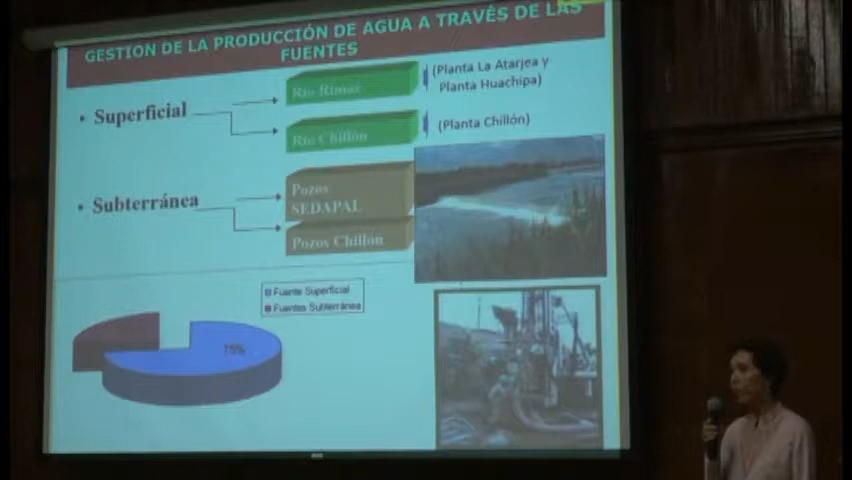 GESTION DE LA PRODUCCIÓN DE AGUA A TRAVÉS DE LAS
FUENTES
• Superficial
Río Rímac
(Planta La Atarjea y
Planta Huachipa)
Río Chillón
(Planta Chillón)
• Subterránea
Pozos
SEDAPAL
Pozos Chillón
Fuente Superficial
Fuentes Subterránea
75%